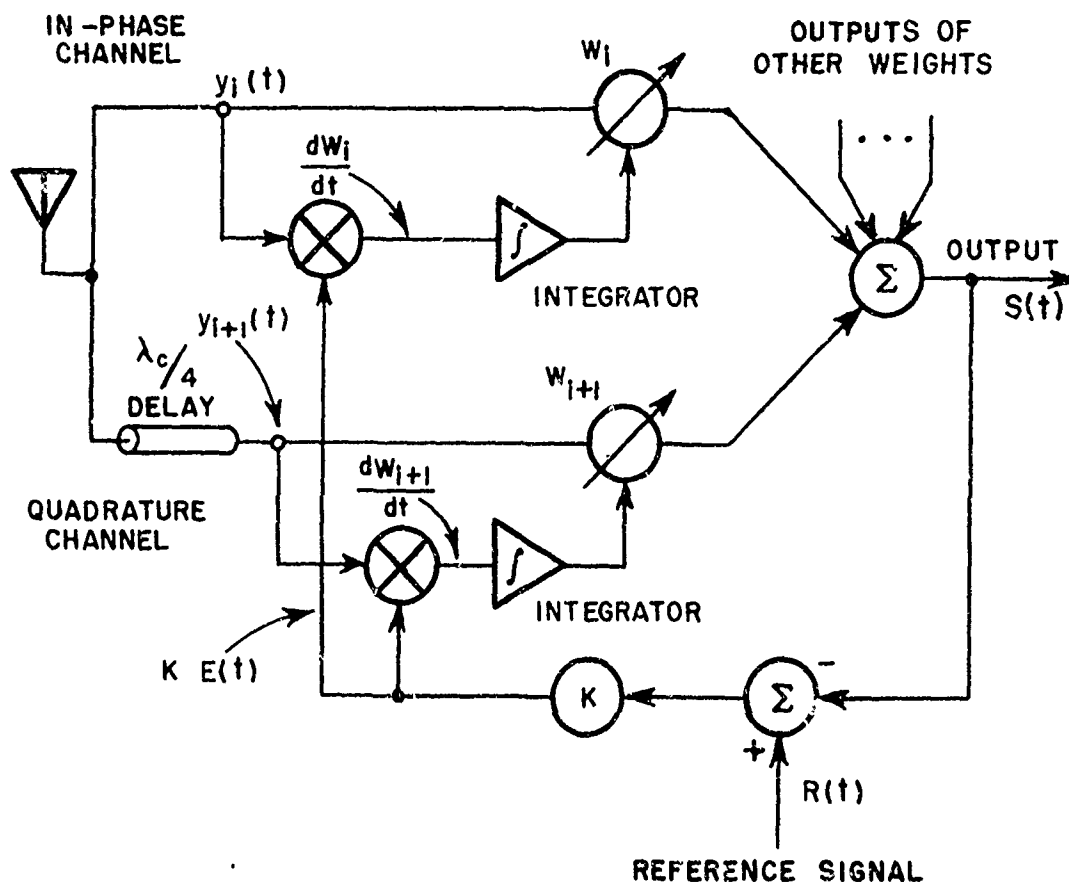 IN-PHASE
CHANNEL
OUTPUTS OF
OTHER WEIGHTS
y_i(t)
W_i
dW_i
dt
∫
INTEGRATOR
Σ
OUTPUT
S(t)
y_{i+1}(t)
λ_c/4
DELAY
W_{i+1}
dW_{i+1}
dt
QUADRATURE
CHANNEL
∫
INTEGRATOR
K E(t)
K
Σ
-
+
R(t)
REFERENCE SIGNAL